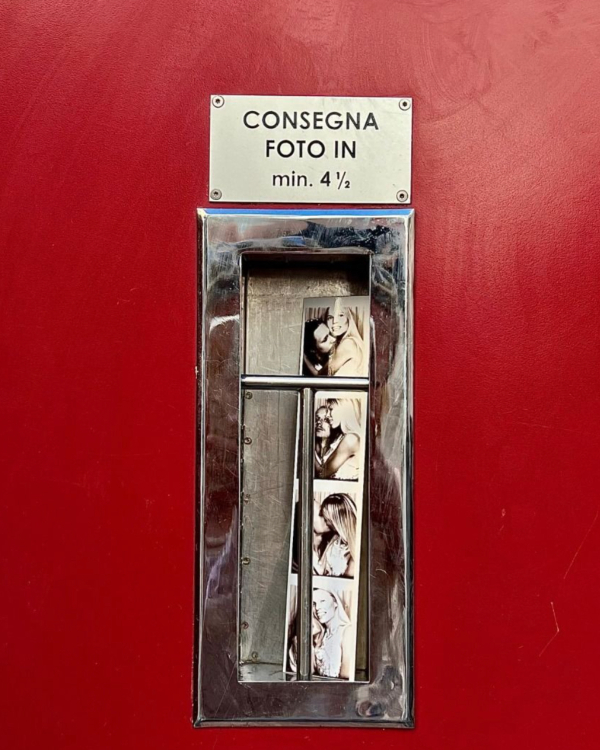 CONSEGNA
FOTO IN
min. 4 ½